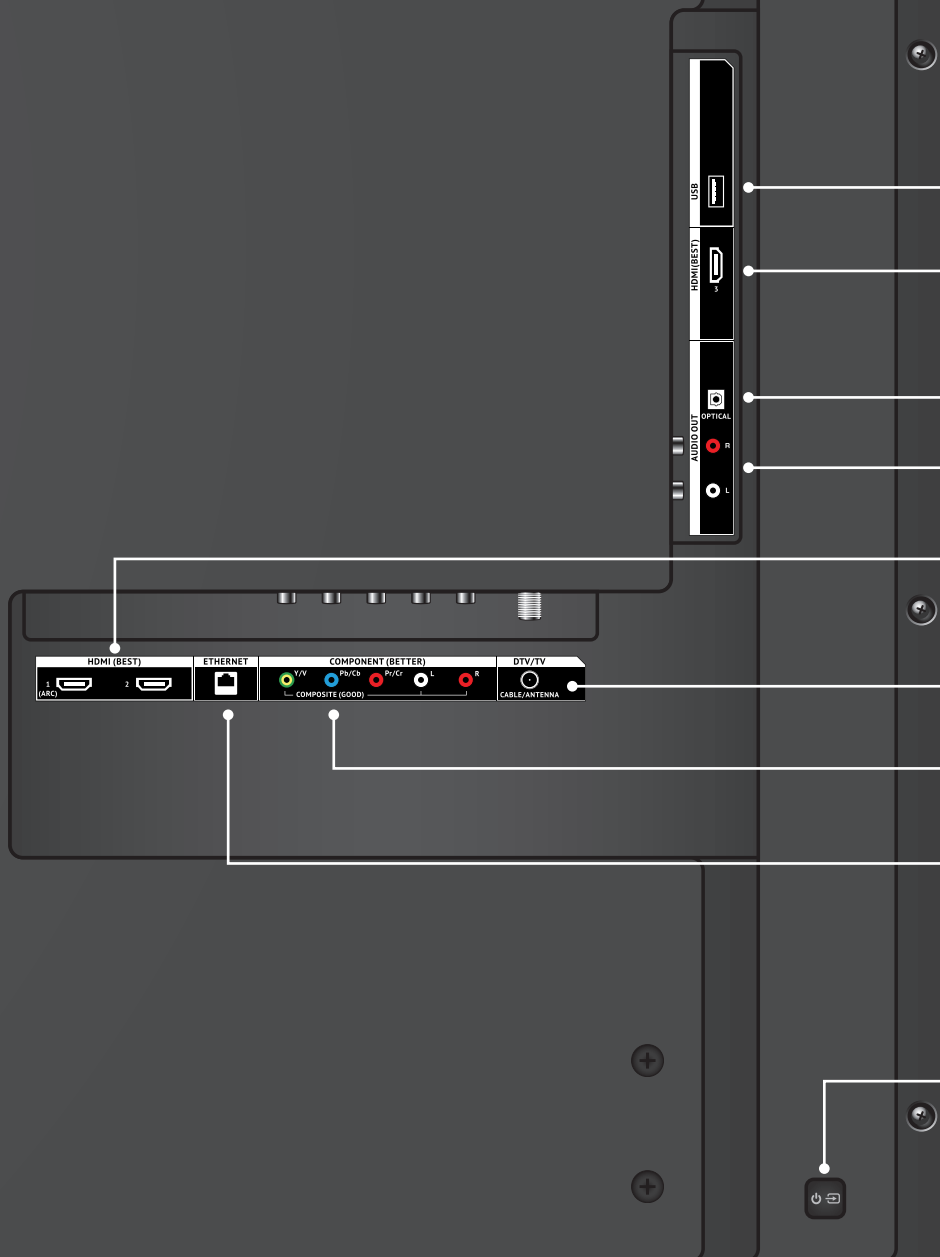 USB
HDMI(BEST)
3
AUDIO OUT
OPTICAL
R
L
HDMI (BEST)
1
(ARC)
2
ETHERNET
COMPONENT (BETTER)
Y/V
Pb/Cb
Pr/Cr
L
R
COMPOSITE (GOOD)
DTV/TV
CABLE/ANTENNA